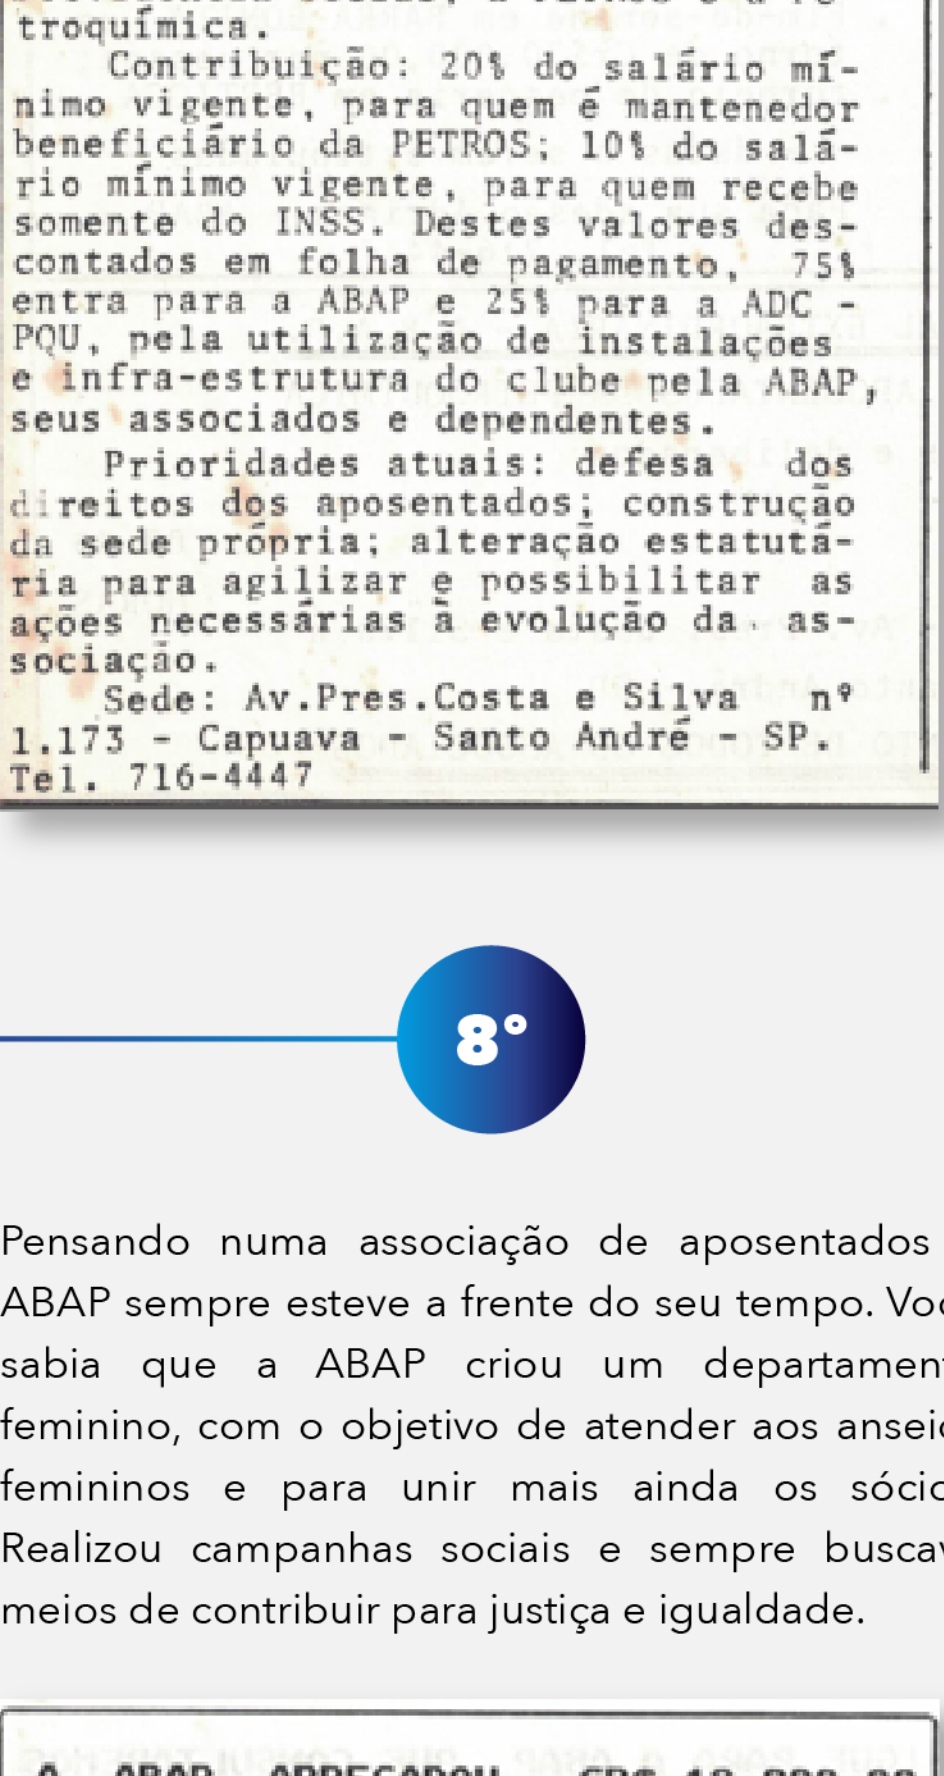 troquímica.
Contribuição: 20% do salário mí-
nimo vigente, para quem é mantenedor
beneficiário da PETROS; 10% do salá-
rio mínimo vigente, para quem recebe
somente do INSS. Destes valores des-
contados em folha de pagamento, 75%
entra para a ABAP e 25% para a ADC -
PQU, pela utilização de instalações
e infra-estrutura do clube pela ABAP,
seus associados e dependentes.
Prioridades atuais: defesa dos
direitos dos aposentados; construção
da sede própria; alteração estatutá-
ria para agilizar e possibilitar as
ações necessárias à evolução da as-
sociação.
Sede: Av.Pres.Costa e Silva nº
1.173 - Capuava - Santo André - SP.
Tel. 716-4447
8°
Pensando numa associação de aposentados
ABAP sempre esteve a frente do seu tempo. Voc
sabia que a ABAP criou um departament
feminino, com o objetivo de atender aos anseio
femininos e para unir mais ainda os sócio
Realizou campanhas sociais e sempre buscav
meios de contribuir para justiça e igualdade.
A ABAP ARRECADOU